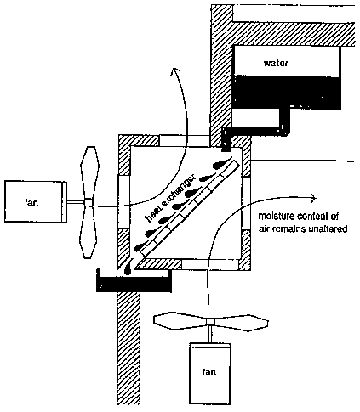 water
heat exchanger
fan
moisture content of
air remains unaltered
fan